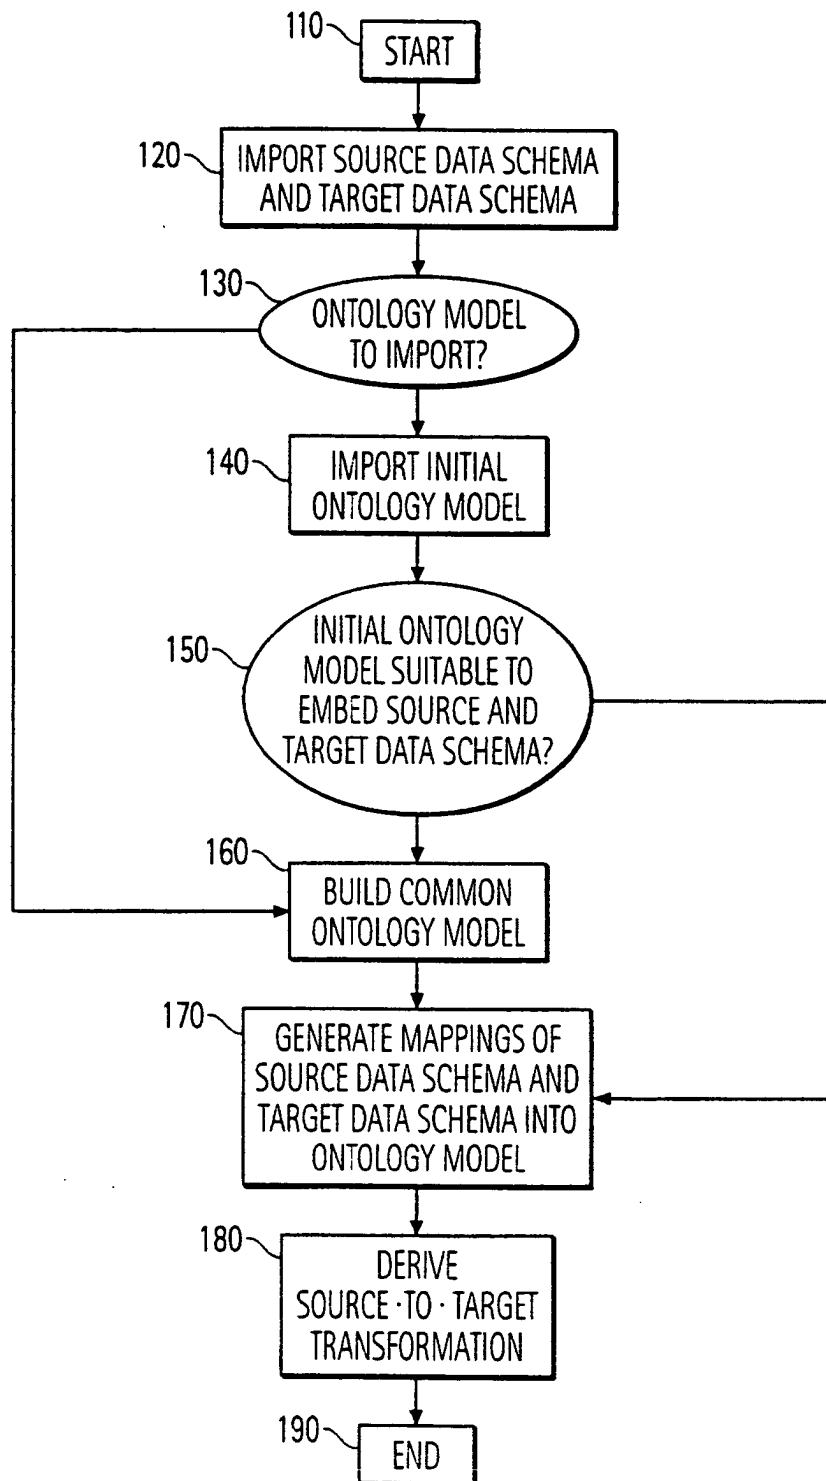 110
START
120
IMPORT SOURCE DATA SCHEMA
AND TARGET DATA SCHEMA
130
ONTOLOGY MODEL
TO IMPORT?
140
IMPORT INITIAL
ONTOLOGY MODEL
150
INITIAL ONTOLOGY
MODEL SUITABLE TO
EMBED SOURCE AND
TARGET DATA SCHEMA?
160
BUILD COMMON
ONTOLOGY MODEL
170
GENERATE MAPPINGS OF
SOURCE DATA SCHEMA AND
TARGET DATA SCHEMA INTO
ONTOLOGY MODEL
180
DERIVE
SOURCE·TO·TARGET
TRANSFORMATION
190
END